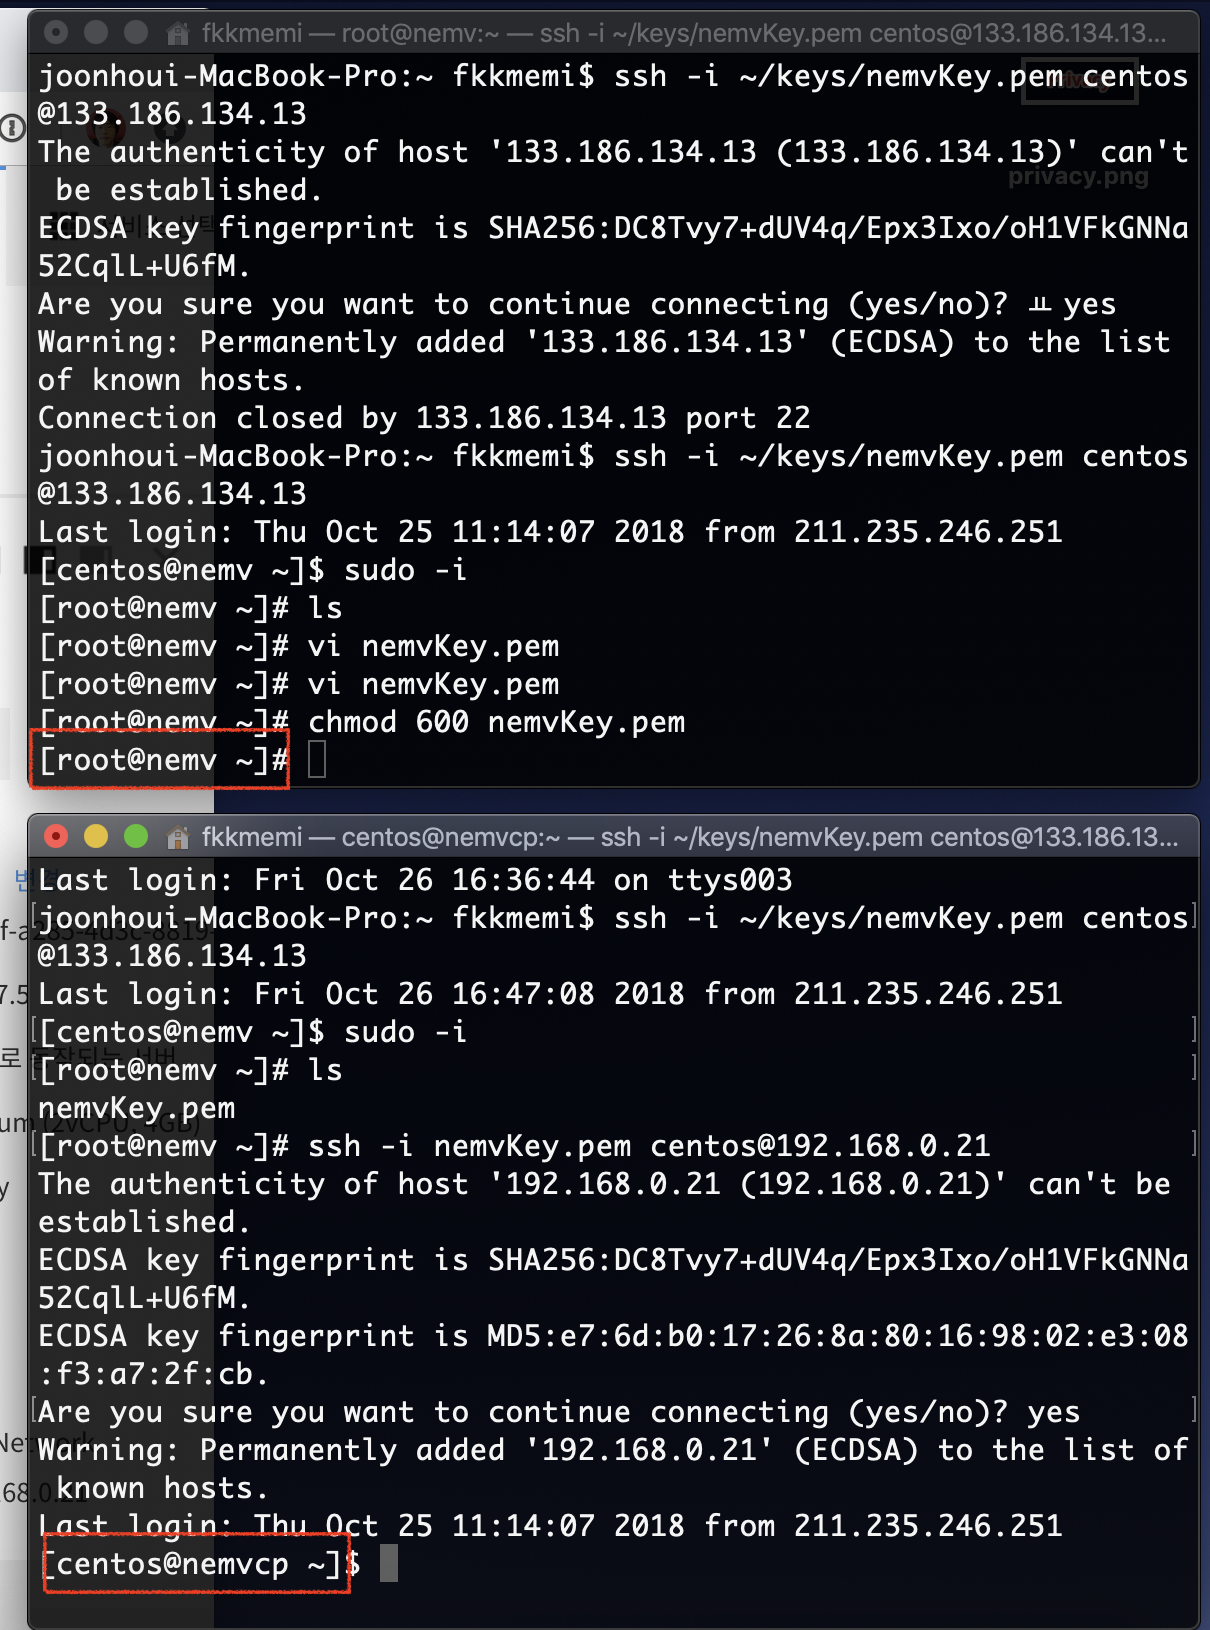 fkkmemi — root@nemv:~ — ssh -i ~/keys/nemvKey.pem centos@133.186.134.13...
joonhoui-MacBook-Pro:~ fkkmemi$ ssh -i ~/keys/nemvKey.pem centos
@133.186.134.13
The authenticity of host '133.186.134.13 (133.186.134.13)' can't
be established.
privacy.png
ECDSA key fingerprint is SHA256:DC8Tvy7+dUV4q/Epx3Ixo/oH1VFkGNNa
52CqlL+U6fM.
Are you sure you want to continue connecting (yes/no)? ㅛyes
Warning: Permanently added '133.186.134.13' (ECDSA) to the list
of known hosts.
Connection closed by 133.186.134.13 port 22
joonhoui-MacBook-Pro:~ fkkmemi$ ssh -i ~/keys/nemvKey.pem centos
@133.186.134.13
Last login: Thu Oct 25 11:14:07 2018 from 211.235.246.251
[centos@nemv ~]$ sudo -i
[root@nemv ~]# ls
[root@nemv ~]# vi nemvKey.pem
[root@nemv ~]# vi nemvKey.pem
[root@nemv ~]# chmod 600 nemvKey.pem
[root@nemv ~]#
fkkmemi — centos@nemvcp:~ — ssh -i ~/keys/nemvKey.pem centos@133.186.13...
Last login: Fri Oct 26 16:36:44 on ttys003
joonhoui-MacBook-Pro:~ fkkmemi$ ssh -i ~/keys/nemvKey.pem centos
@133.186.134.13
Last login: Fri Oct 26 16:47:08 2018 from 211.235.246.251
[centos@nemv ~]$ sudo -i
[root@nemv ~]# ls
nemvKey.pem
[root@nemv ~]# ssh -i nemvKey.pem centos@192.168.0.21
The authenticity of host '192.168.0.21 (192.168.0.21)' can't be
established.
ECDSA key fingerprint is SHA256:DC8Tvy7+dUV4q/Epx3Ixo/oH1VFkGNNa
52CqlL+U6fM.
ECDSA key fingerprint is MD5:e7:6d:b0:17:26:8a:80:16:98:02:e3:08
:f3:a7:2f:cb.
Are you sure you want to continue connecting (yes/no)? yes
Warning: Permanently added '192.168.0.21' (ECDSA) to the list of
known hosts.
Last login: Thu Oct 25 11:14:07 2018 from 211.235.246.251
[centos@nemvcp ~]$